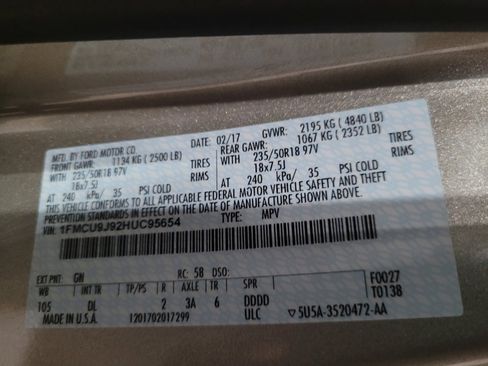 MFD. BY FORD MOTOR CO.
DATE: 02/17 GVWR: 2195 KG ( 4840 LB)
FRONT GAWR: 1134 KG ( 2500 LB)
REAR GAWR: 1067 KG ( 2352 LB)
WITH 235/50R18 97V
18x7.5J RIMS
WITH 235/50R18 97V
18x7.5J RIMS
AT 240 kPa/ 35 PSI COLD
AT 240 kPa/ 35 PSI COLD
THIS VEHICLE CONFORMS TO ALL APPLICABLE FEDERAL MOTOR VEHICLE SAFETY AND THEFT
PREVENTION STANDARDS IN EFFECT ON THE DATE OF MANUFACTURE SHOWN ABOVE.
VIN: 1FMCU9J92HUC95654
TYPE: MPV
EXT PNT: GN RC: 58 DSO:
WB INT TR TP/PS R AXLE TR SPR
105 DL 2 3A 6 DDDD
MADE IN U.S.A. 1201702017299 ULC
F0027
T0138
▽5U5A-3520472-AA